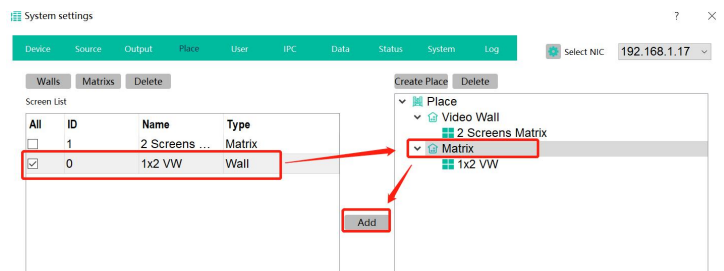 System settings
? ×
Device Source Output Place User IPC Data Status System Log Select NIC 192.168.1.17
Walls Matrixs Delete Create Place Delete
Screen List
All ID Name Type
1 2 Screens ... Matrix
0 1x2 VW Wall
Place
Video Wall
2 Screens Matrix
Matrix
1x2 VW
Add